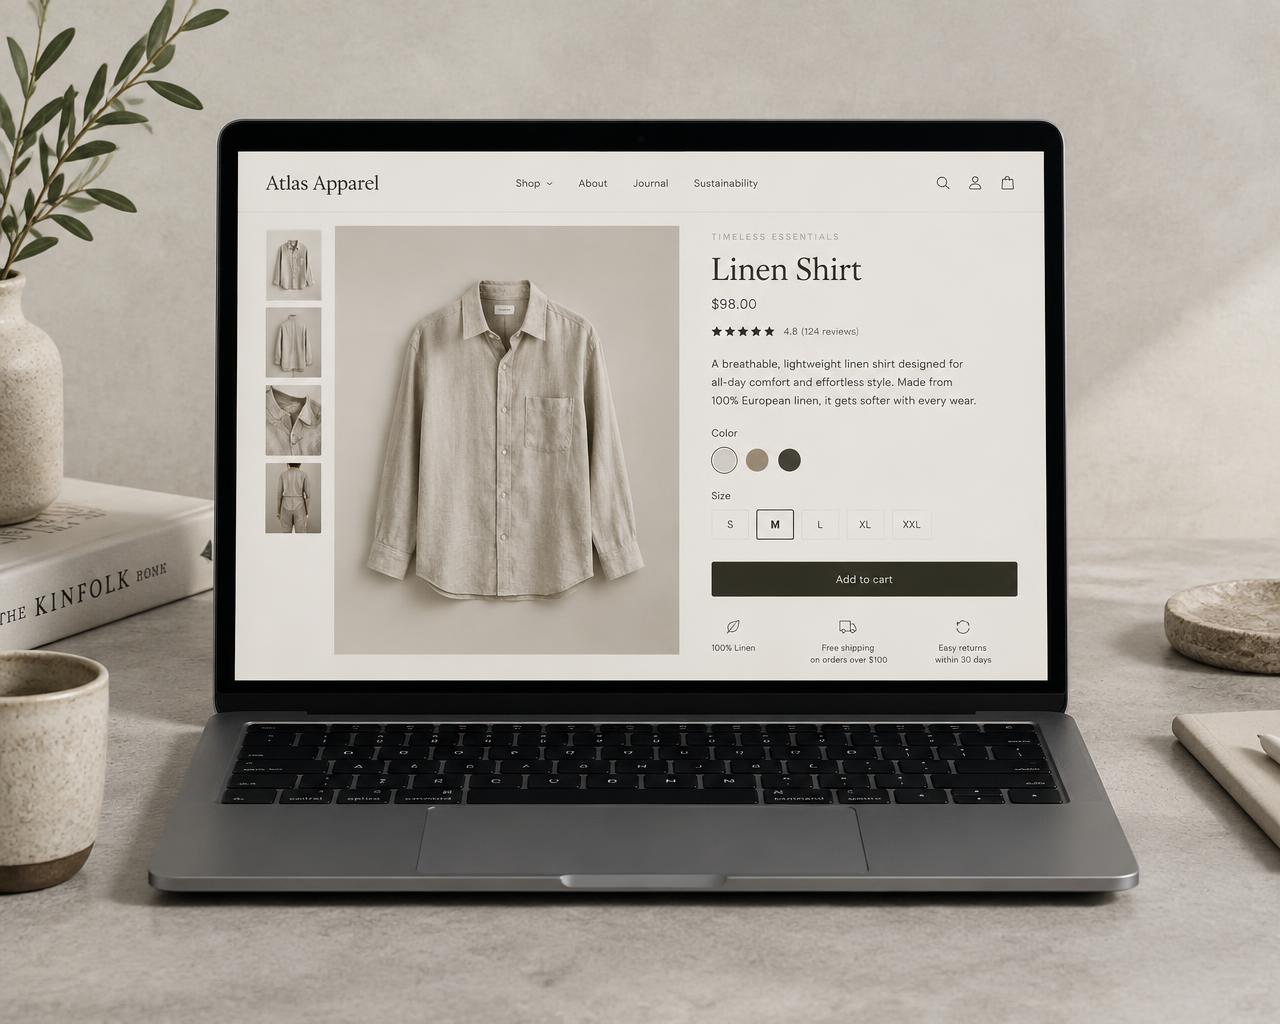 Atlas Apparel
Shop
About
Journal
Sustainability
TIMELESS ESSENTIALS
Linen Shirt
$98.00
4.8 (124 reviews)
A breathable, lightweight linen shirt designed for
all-day comfort and effortless style. Made from
100% European linen, it gets softer with every wear.
Color
Size
S
M
L
XL
XXL
Add to cart
100% Linen
Free shipping
on orders over $100
Easy returns
within 30 days
THE KINFOLK